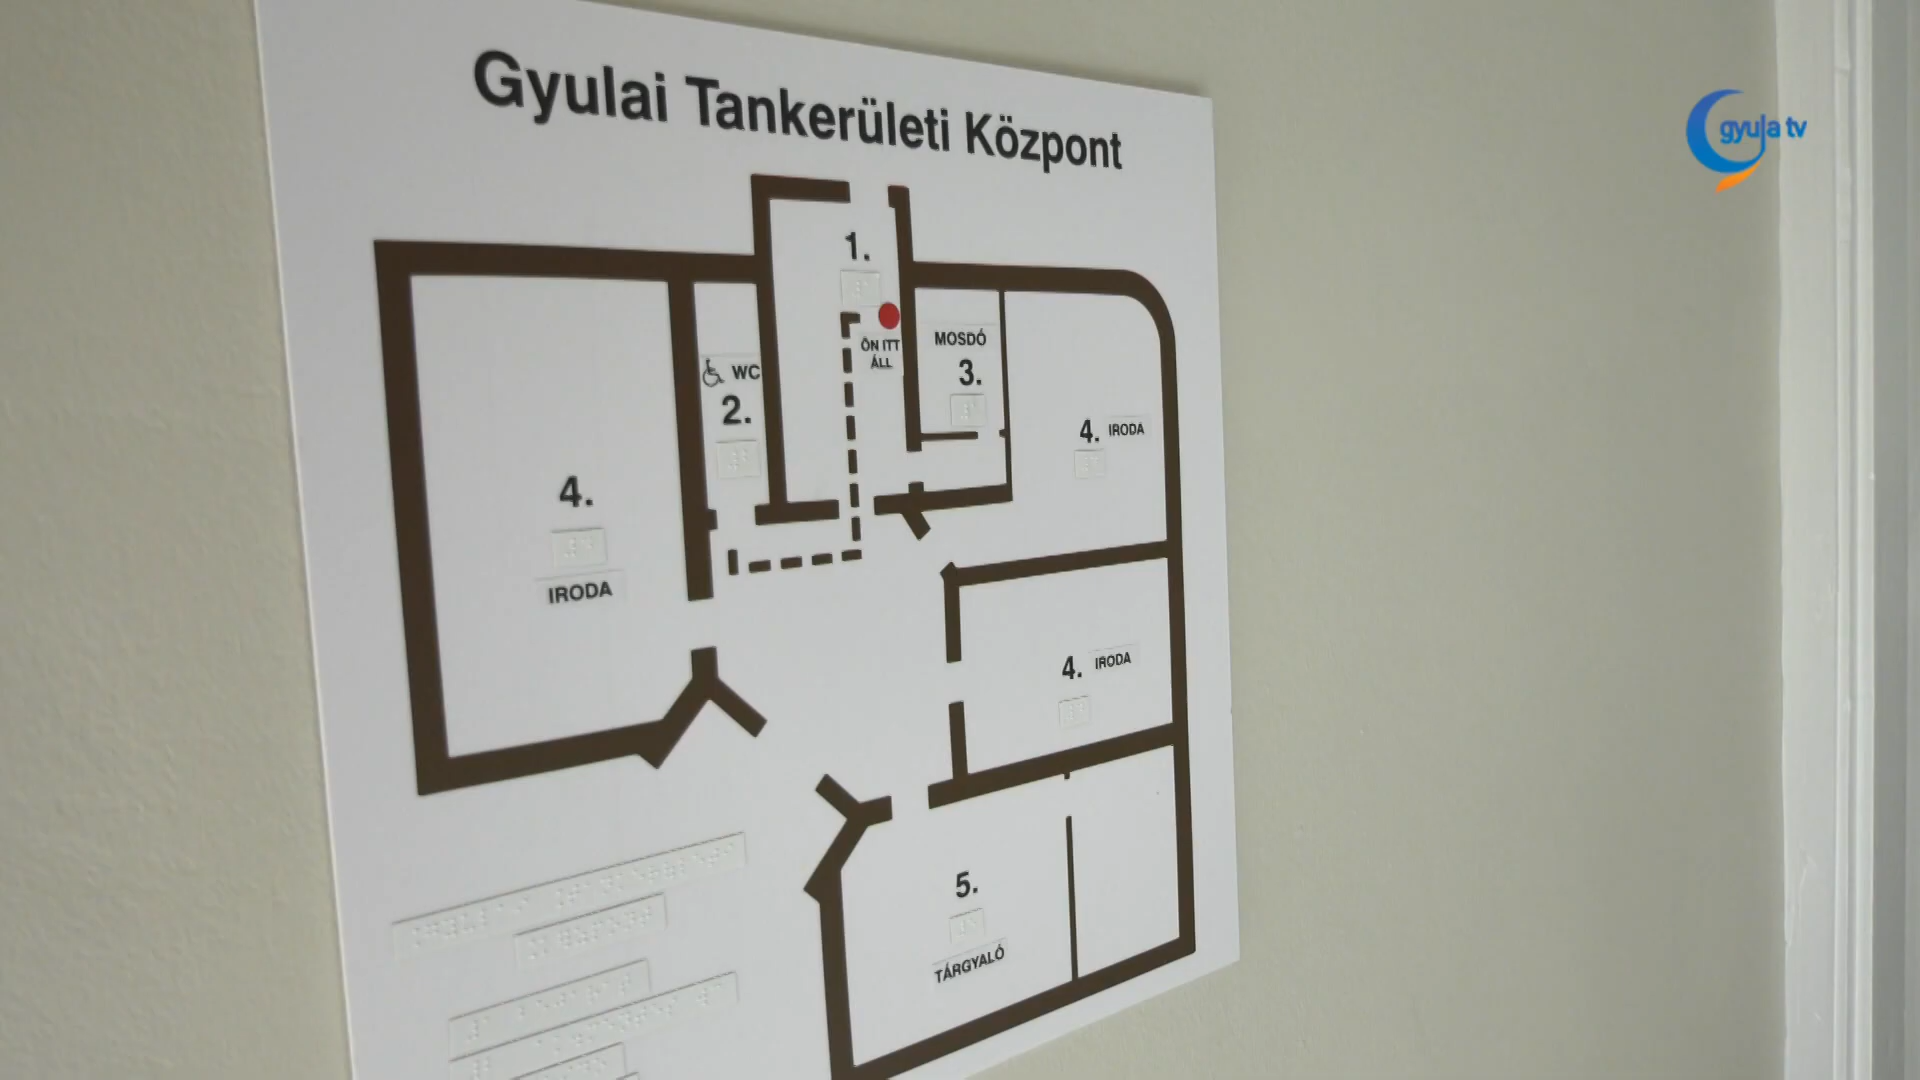 Gyulai Tankerületi Központ
gyula tv
1.
ÖN ITT
ÁLL
MOSDÓ
3.
WC
2.
4. IRODA
4.
IRODA
4. IRODA
5.
TÁRGYALÓ